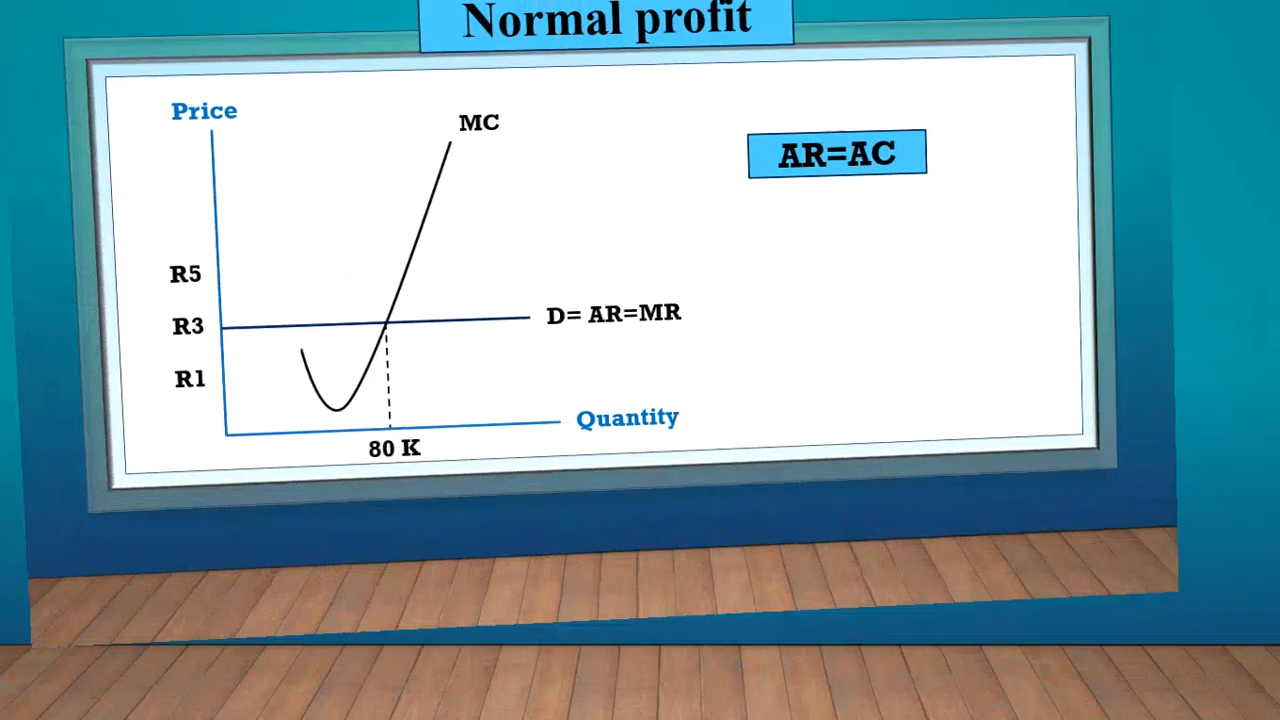 Normal profit
Price
MC
AR=AC
R5
R3
D= AR=MR
R1
Quantity
80 K